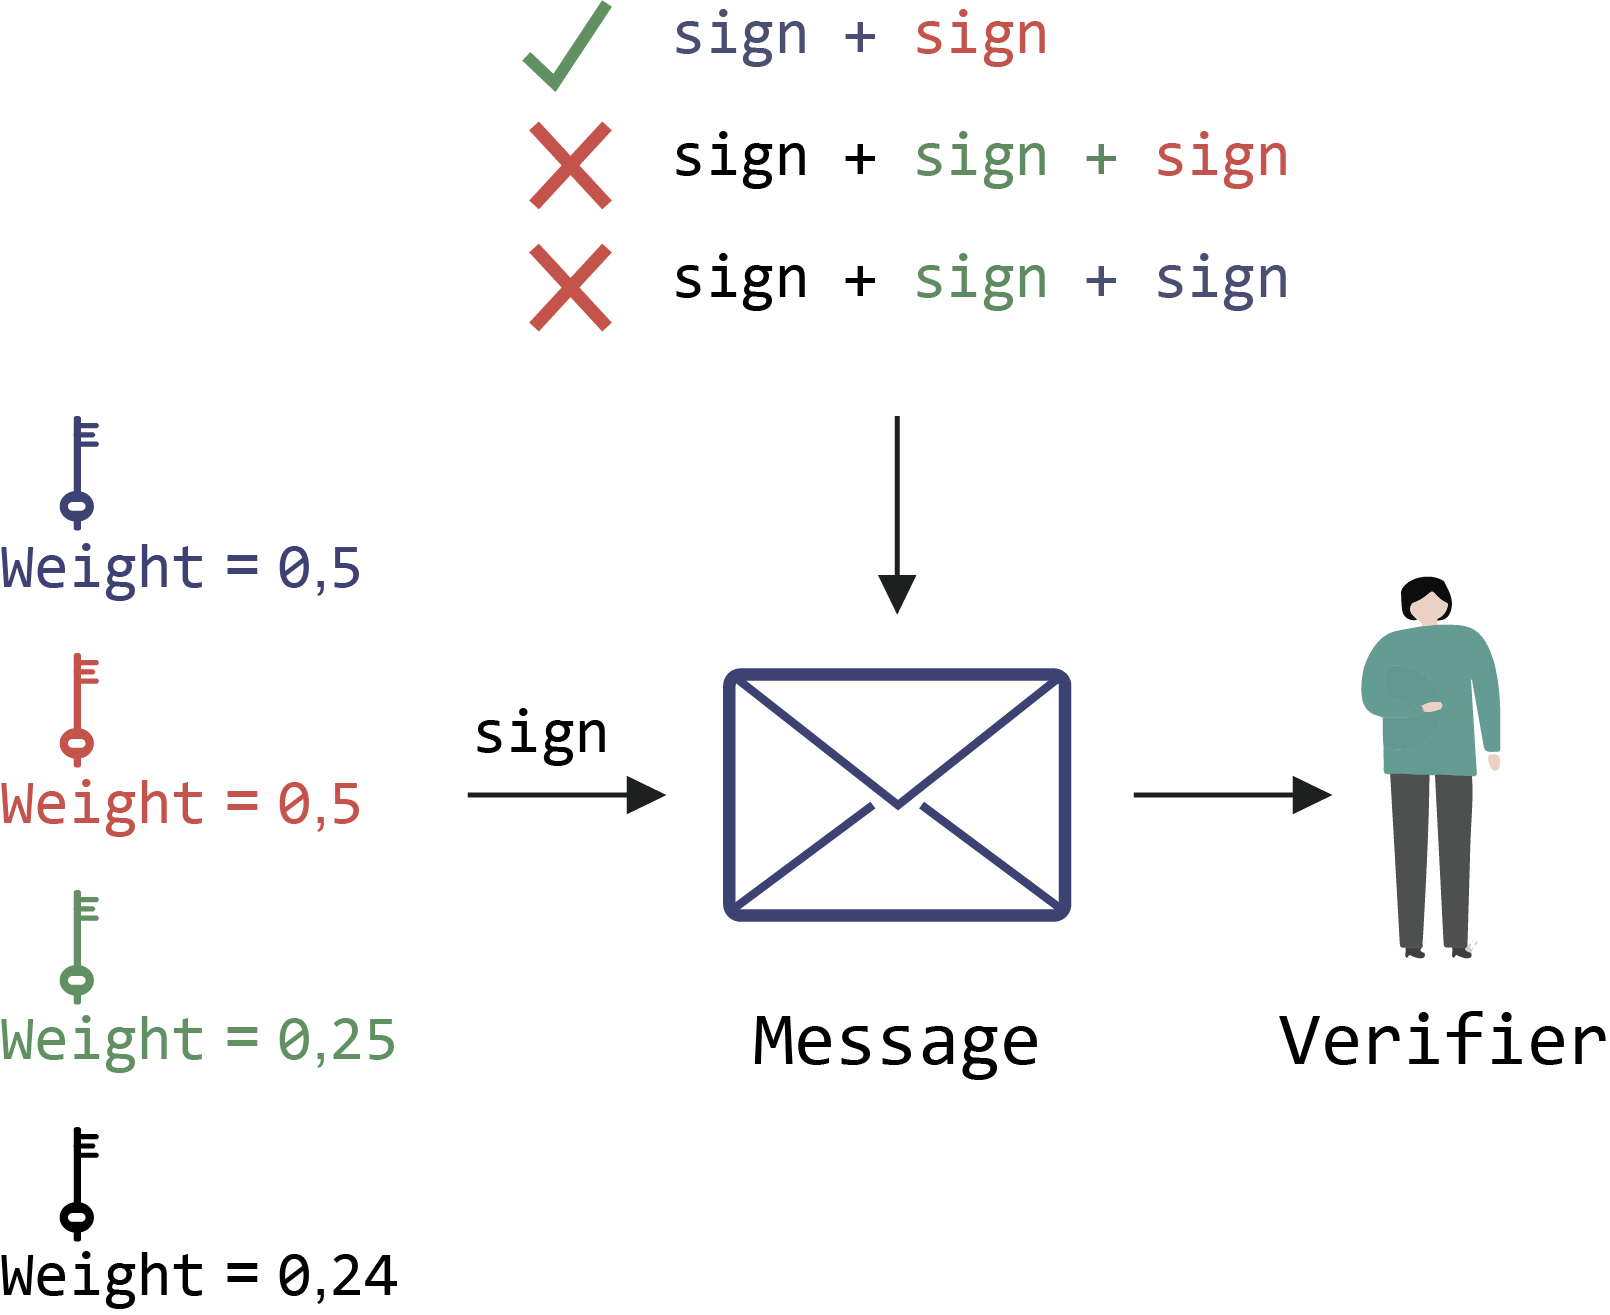 sign + sign
sign + sign + sign
sign + sign + sign
Weight = 0,5
Weight = 0,5
sign
Weight = 0,25
Message
Verifier
Weight = 0,24